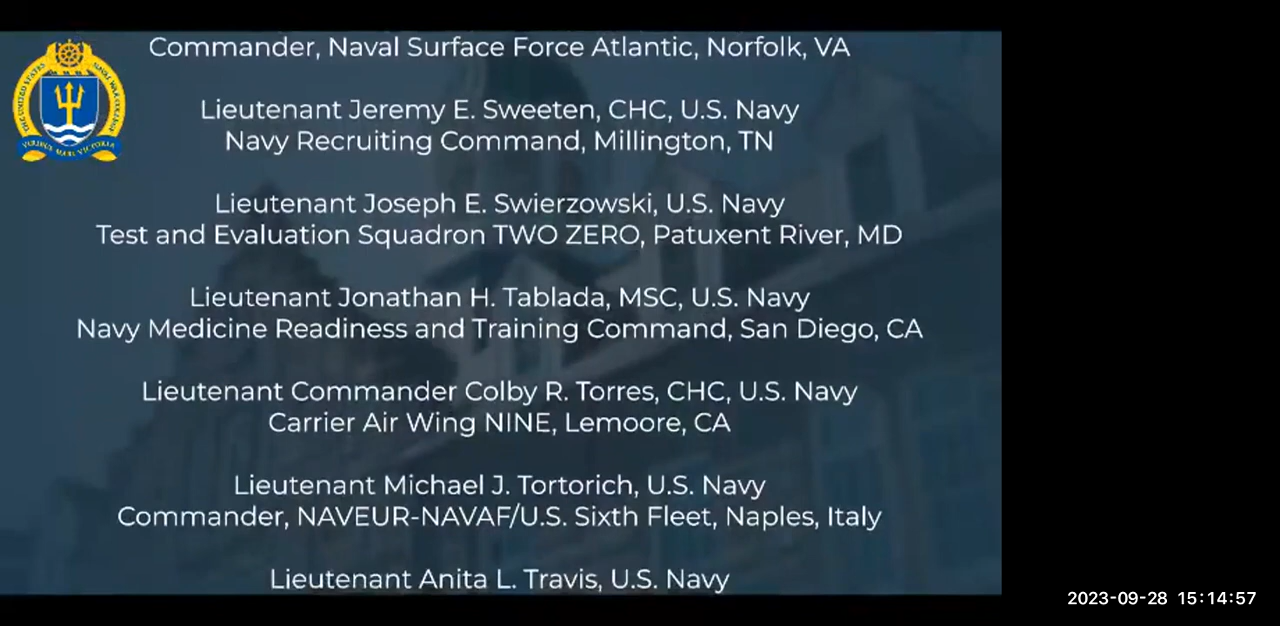 Commander, Naval Surface Force Atlantic, Norfolk, VA
Lieutenant Jeremy E. Sweeten, CHC, U.S. Navy
Navy Recruiting Command, Millington, TN
Lieutenant Joseph E. Swierzowski, U.S. Navy
Test and Evaluation Squadron TWO ZERO, Patuxent River, MD
Lieutenant Jonathan H. Tablada, MSC, U.S. Navy
Navy Medicine Readiness and Training Command, San Diego, CA
Lieutenant Commander Colby R. Torres, CHC, U.S. Navy
Carrier Air Wing NINE, Lemoore, CA
Lieutenant Michael J. Tortorich, U.S. Navy
Commander, NAVEUR-NAVAF/U.S. Sixth Fleet, Naples, Italy
Lieutenant Anita L. Travis, U.S. Navy
2023-09-28 15:14:57